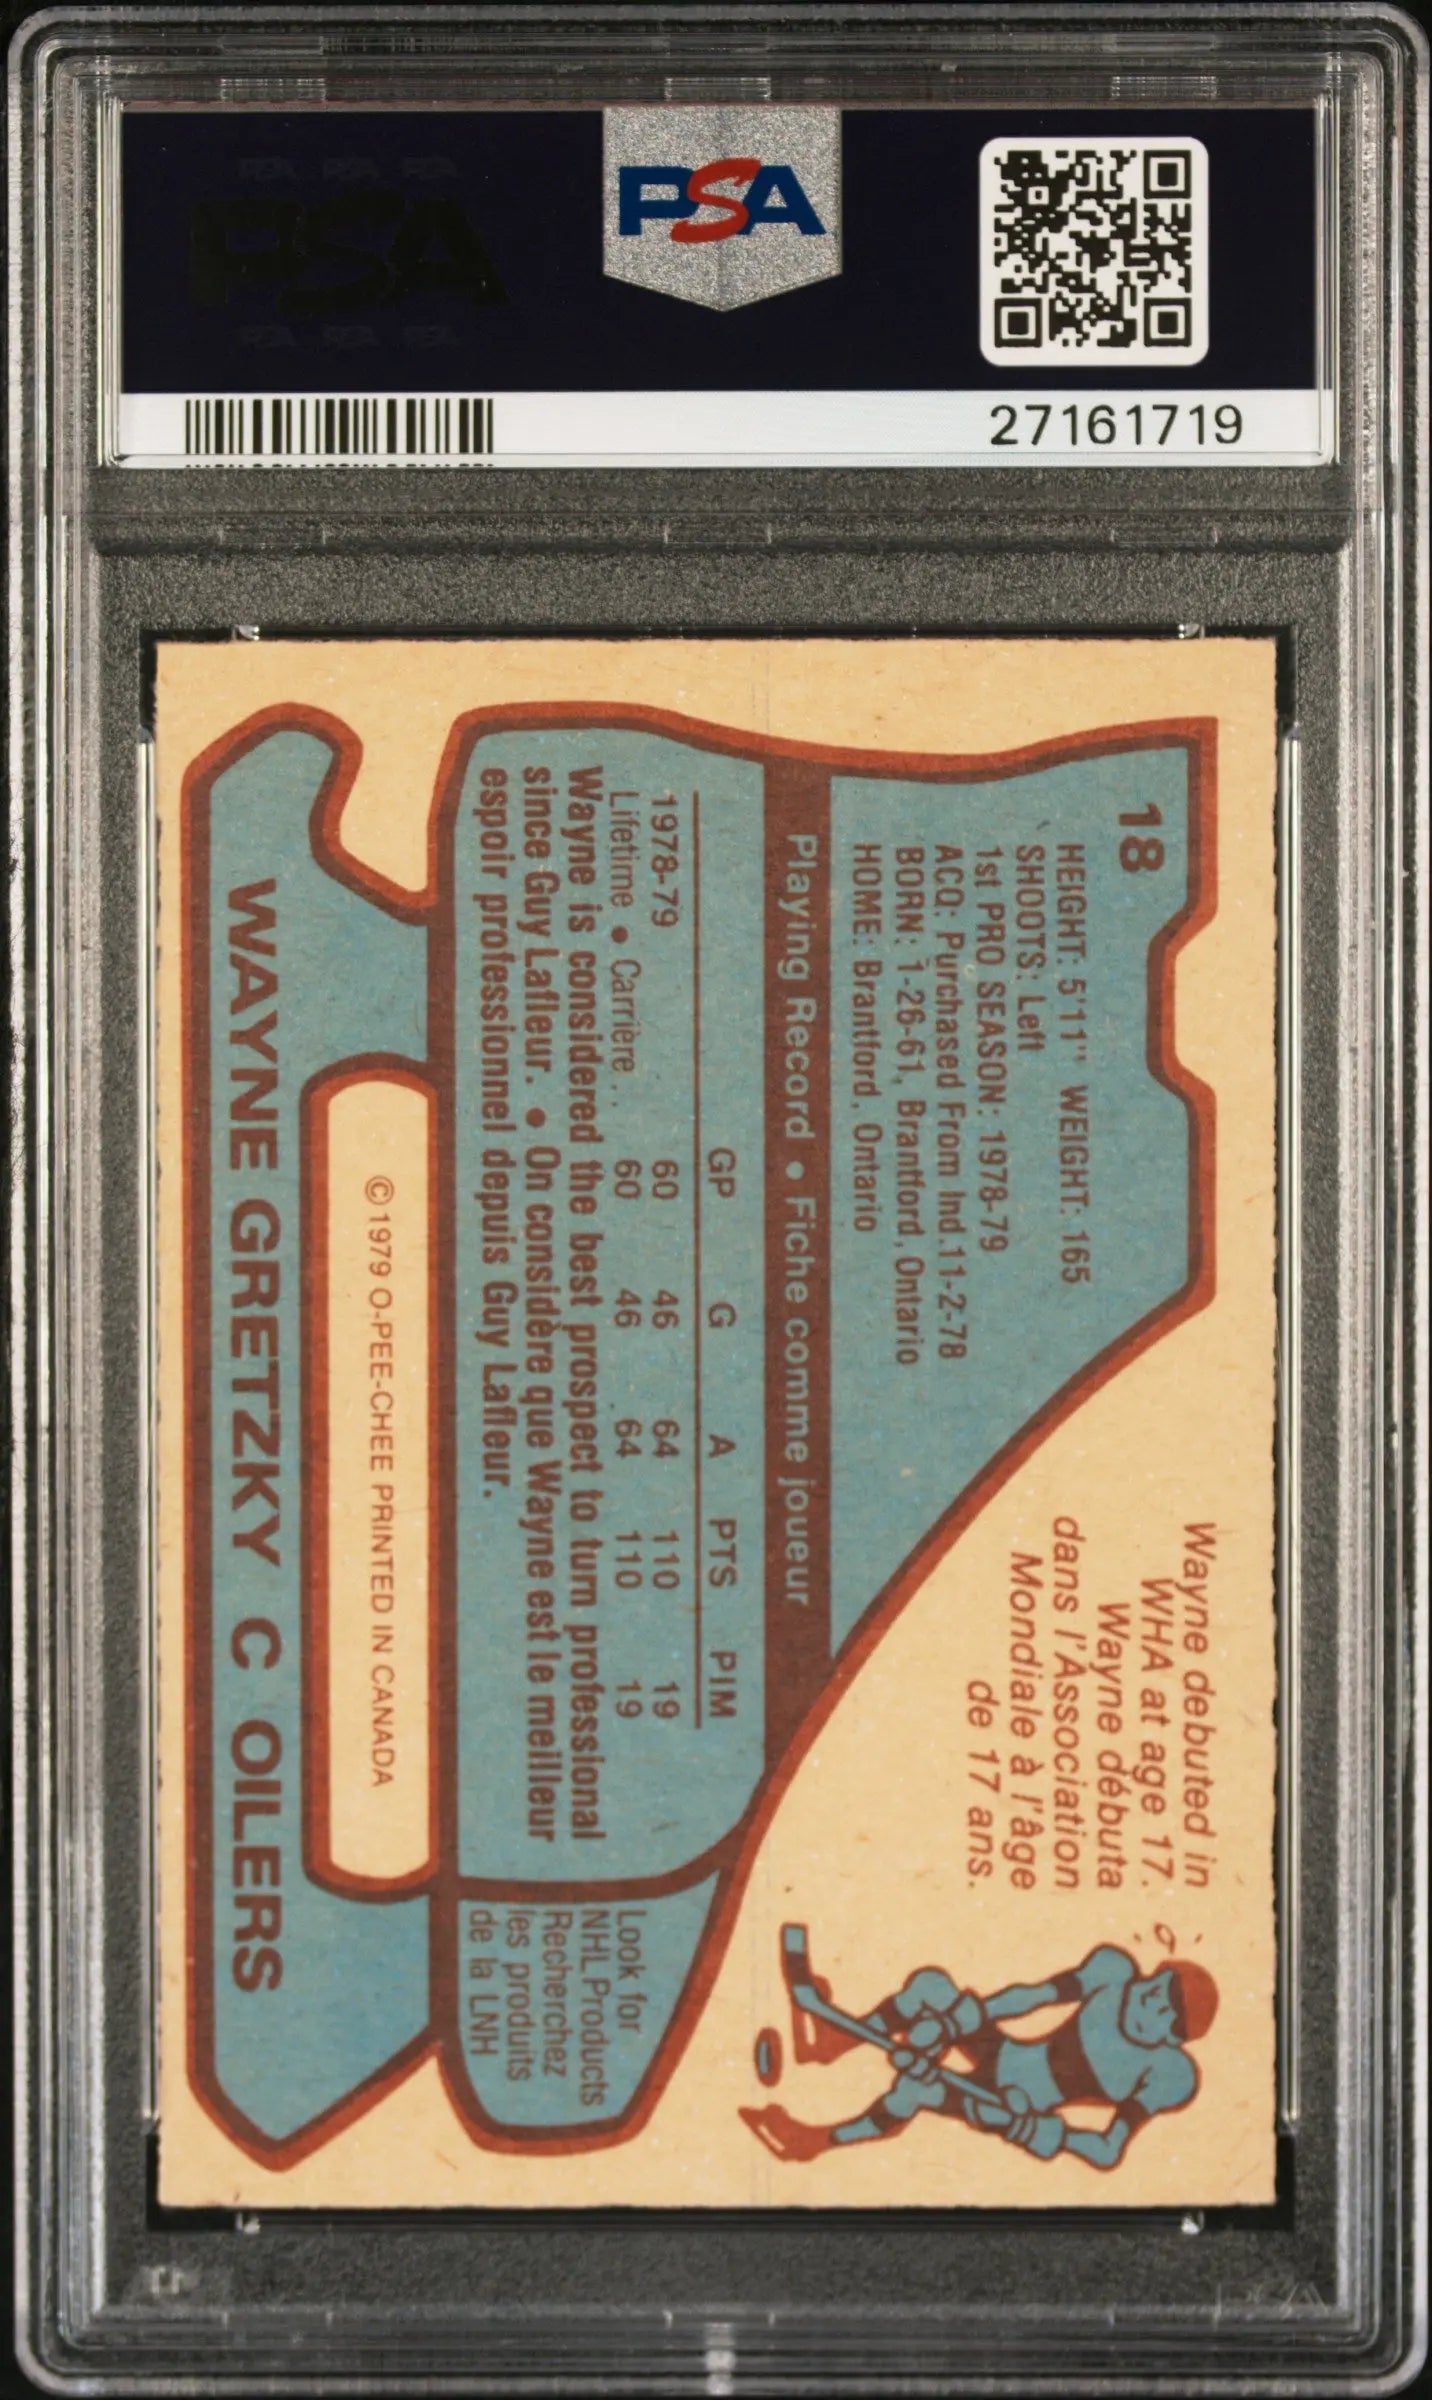 PSA
27161719
18
HEIGHT: 5'11" WEIGHT: 165
SHOOTS: Left
1st PRO SEASON: 1978-79
ACQ: Purchased From Ind. 11-2-78
BORN: 1-26-61, Brantford, Ontario
HOME: Brantford, Ontario
Wayne debuted in
WHA at age 17.
Wayne débuta
dans l'Association
Mondiale à l'âge
de 17 ans.
Playing Record • Fiche comme joueur
GP G A PTS PIM
1978-79 60 46 64 110 19
Lifetime • Carrière . . 60 46 64 110 19
Wayne is considered the best prospect to turn professional
since Guy Lafleur. • On considère que Wayne est le meilleur
espoir professionnel depuis Guy Lafleur.
Look for
NHL Products
Recherchez
les produits
de la LNH
© 1979 O-PEE-CHEE PRINTED IN CANADA
WAYNE GRETZKY C OILERS